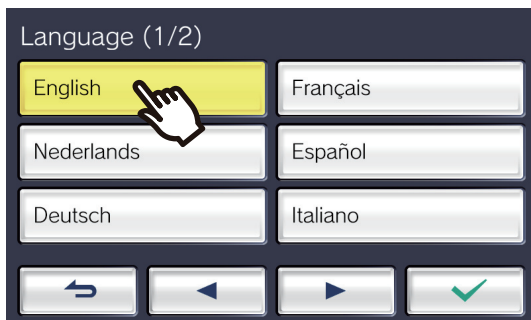 Language (1/2)
English
Français
Nederlands
Español
Deutsch
Italiano